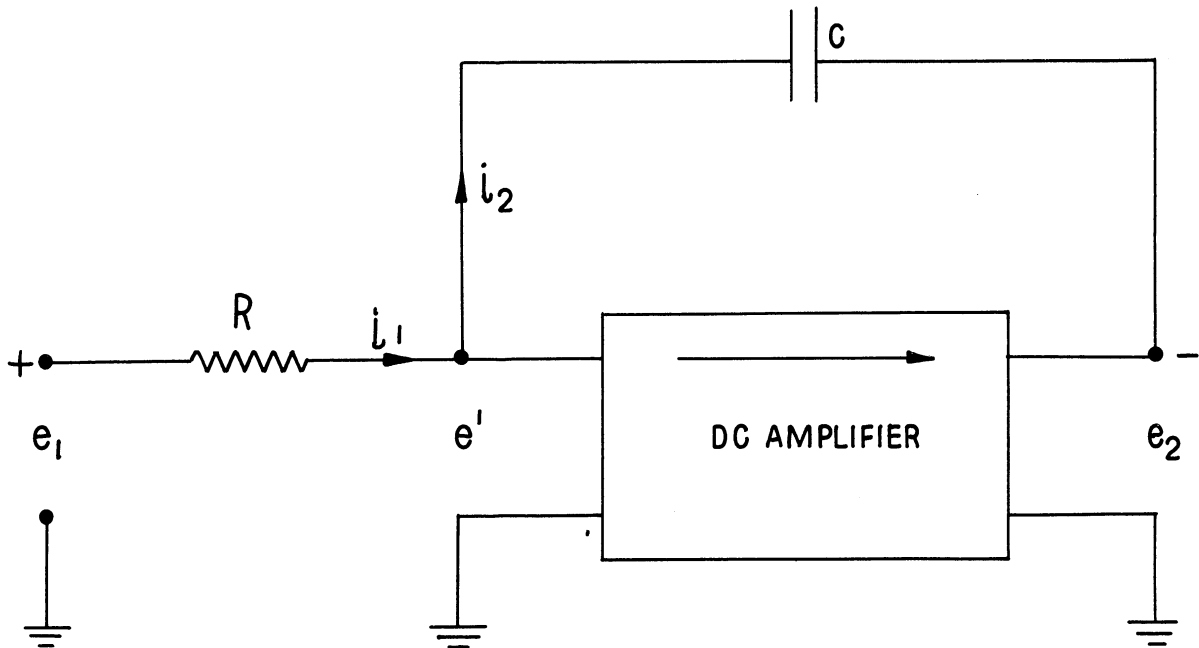 C
i₂
R
i₁
+
-
e₁
e'
DC AMPLIFIER
e₂